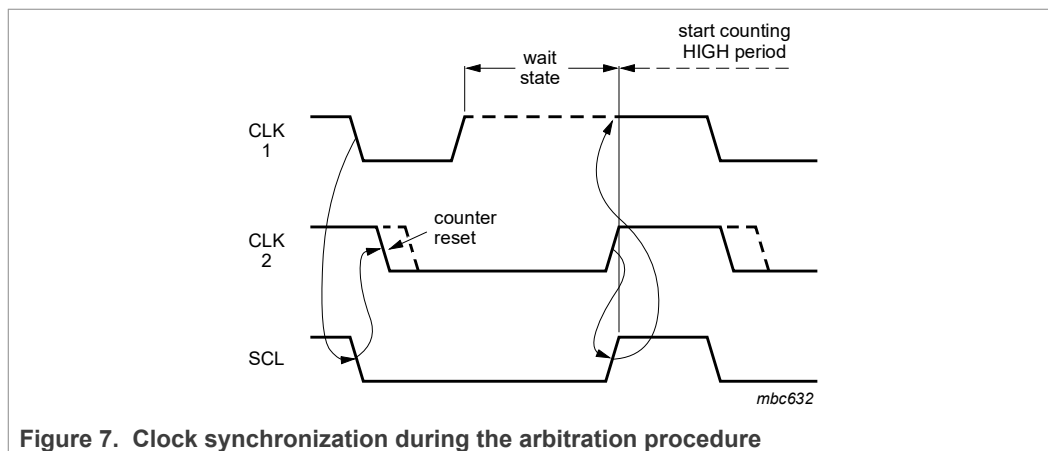 start counting
HIGH period
wait
state
CLK
1
counter
reset
CLK
2
SCL
mbc632
Figure 7. Clock synchronization during the arbitration procedure